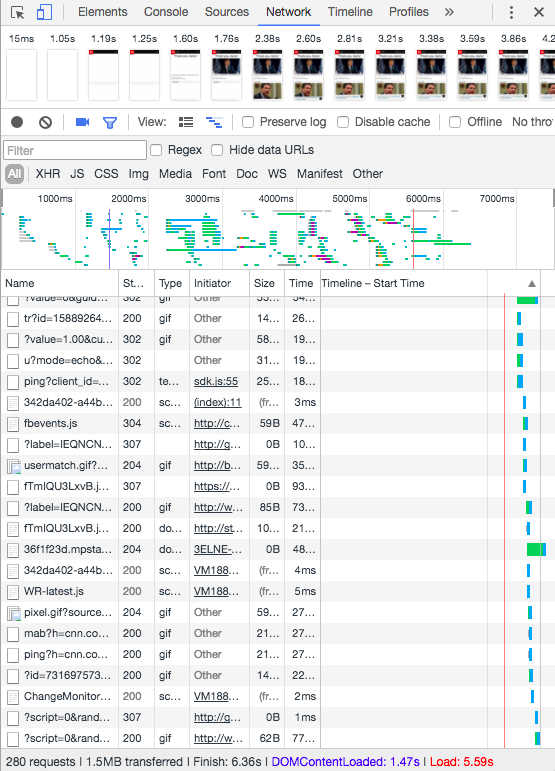 Elements Console Sources Network Timeline Profiles »
15ms 1.05s 1.19s 1.25s 1.60s 1.76s 2.38s 2.60s 2.81s 3.21s 3.38s 3.59s 3.86s 4.2
View: Preserve log Disable cache Offline No thro
Filter Regex Hide data URLs
All XHR JS CSS Img Media Font Doc WS Manifest Other
1000ms 2000ms 3000ms 4000ms 5000ms 6000ms 7000ms
Name St... Type Initiator Size Time Timeline – Start Time
?value=0&guid... 302 gif Other 55... 54...
tr?id=15889264... 200 gif Other 14... 26...
?value=1.00&cu... 302 gif Other 58... 19...
u?mode=echo&... 302 Other 31... 19...
ping?client_id=... 302 te... sdk.js:55 25... 18...
342da402-a44b... 200 sc... (index):11 (fr... 3ms
fbevents.js 304 sc... http://c... 59B 47...
?label=IEQNCN... 307 http://g... 0B 10...
usermatch.gif?... 204 gif http://b... 59... 35...
fTmIQU3LxvB.j... 307 https:/... 0B 93...
?label=IEQNCN... 200 gif http://w... 85B 73...
fTmIQU3LxvB.j... 200 do... http://st... 10... 21...
36f1f23d.mpsta... 204 do... 3ELNE-... 0B 48...
342da402-a44b... 200 sc... VM188... (fr... 4ms
WR-latest.js 200 sc... VM188... (fr... 5ms
pixel.gif?source... 204 gif Other 59... 27...
mab?h=cnn.co... 200 gif Other 21... 27...
ping?h=cnn.co... 200 gif Other 21... 27...
?id=731697573... 200 gif Other 14... 22...
ChangeMonitor... 200 sc... VM188... (fr... 2ms
?script=0&rand... 307 http://g... 0B 1ms
?script=0&rand... 200 gif http://w... 62B 77...
280 requests | 1.5MB transferred | Finish: 6.36s | DOMContentLoaded: 1.47s | Load: 5.59s